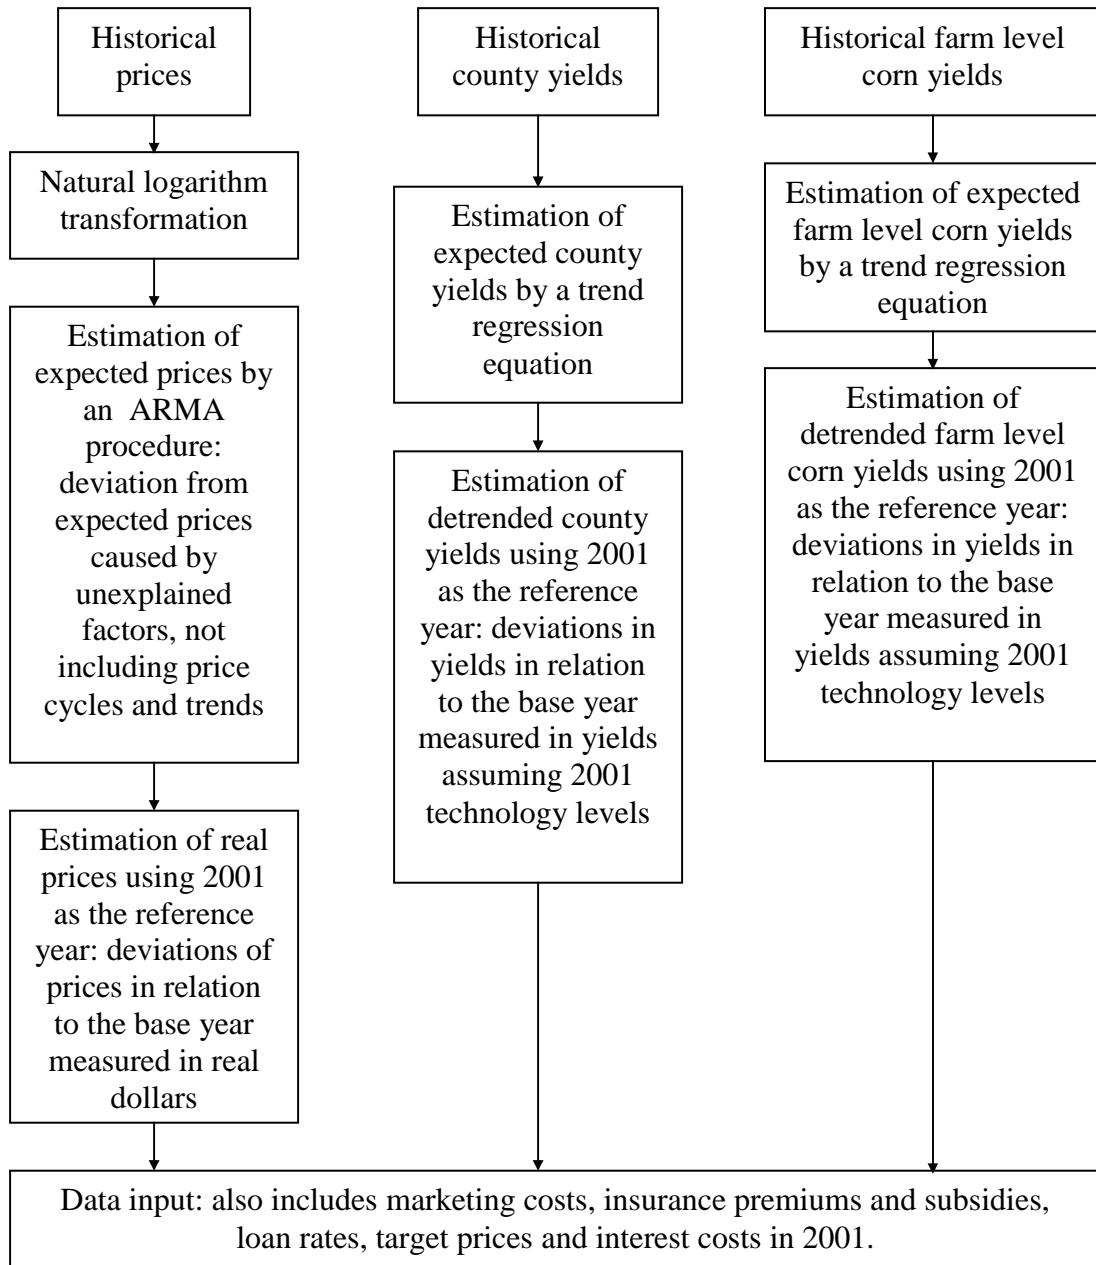 Historical
prices
Natural logarithm
transformation
Estimation of
expected prices by
an ARMA
procedure:
deviation from
expected prices
caused by
unexplained
factors, not
including price
cycles and trends
Estimation of real
prices using 2001
as the reference
year: deviations of
prices in relation
to the base year
measured in real
dollars
Historical
county yields
Estimation of
expected county
yields by a trend
regression
equation
Estimation of
detrended county
yields using 2001
as the reference
year: deviations in
yields in relation
to the base year
measured in yields
assuming 2001
technology levels
Historical farm level
corn yields
Estimation of expected
farm level corn yields
by a trend regression
equation
Estimation of
detrended farm level
corn yields using 2001
as the reference year:
deviations in yields in
relation to the base
year measured in
yields assuming 2001
technology levels
Data input: also includes marketing costs, insurance premiums and subsidies,
loan rates, target prices and interest costs in 2001.